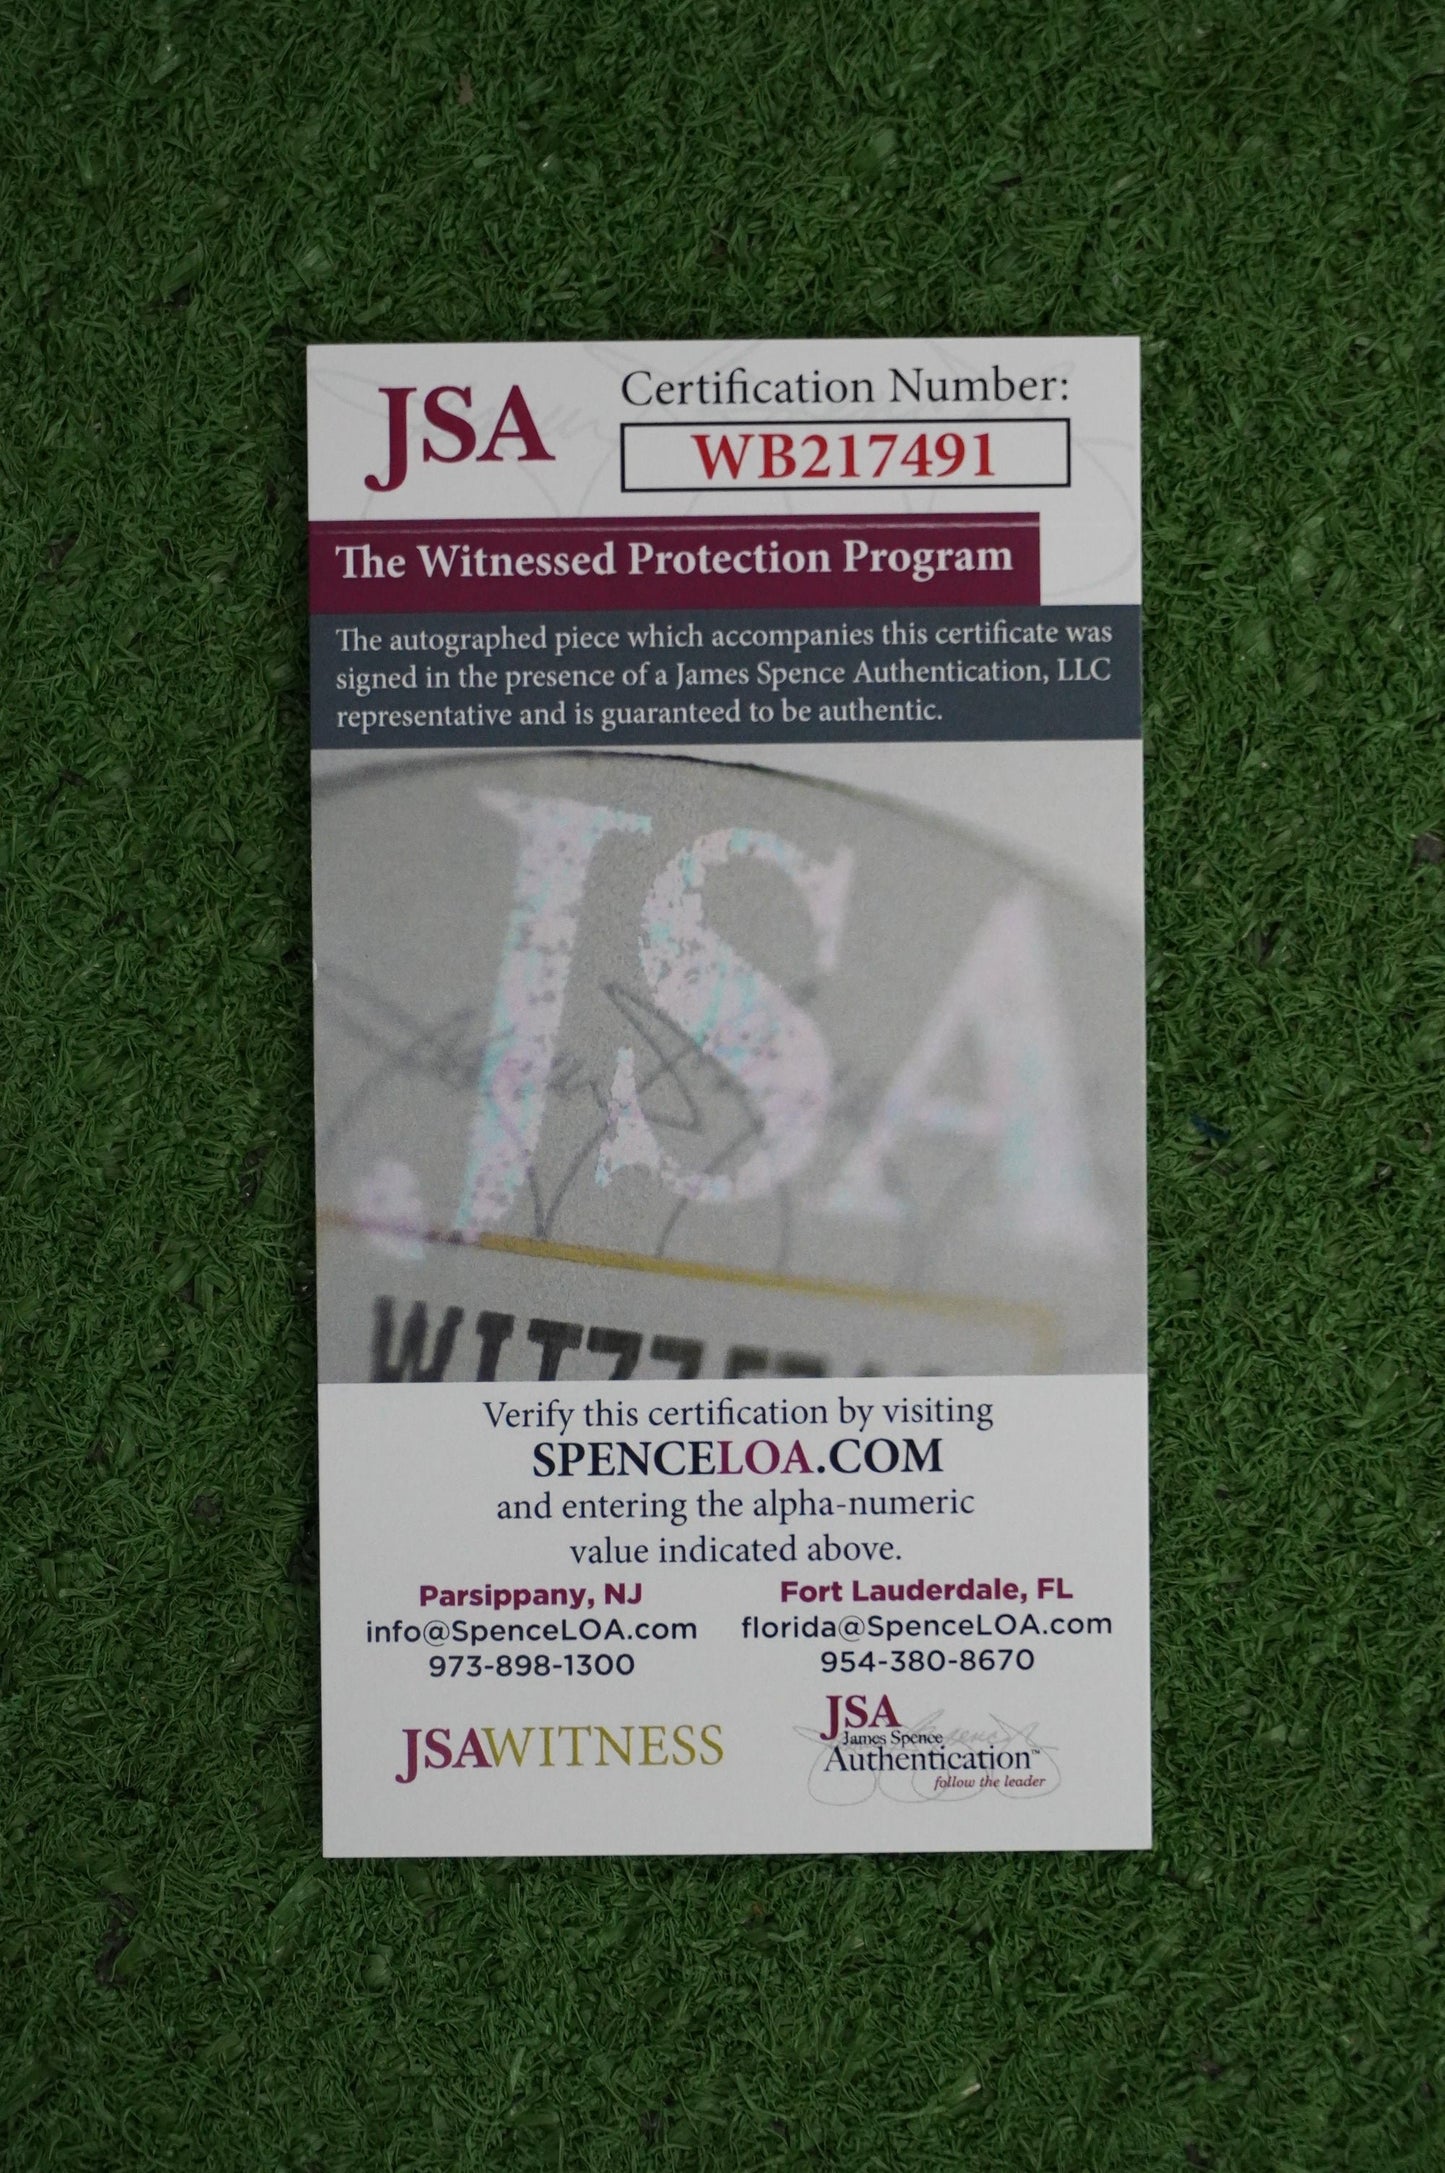 JSA
Certification Number:
WB217491
The Witnessed Protection Program
The autographed piece which accompanies this certificate was
signed in the presence of a James Spence Authentication, LLC
representative and is guaranteed to be authentic.
JSA
Verify this certification by visiting
SPENCELOA.COM
and entering the alpha-numeric
value indicated above.
Parsippany, NJ
info@SpenceLOA.com
973-898-1300
Fort Lauderdale, FL
florida@SpenceLOA.com
954-380-8670
JSAWITNESS
JSA
James Spence
Authentication™
follow the leader